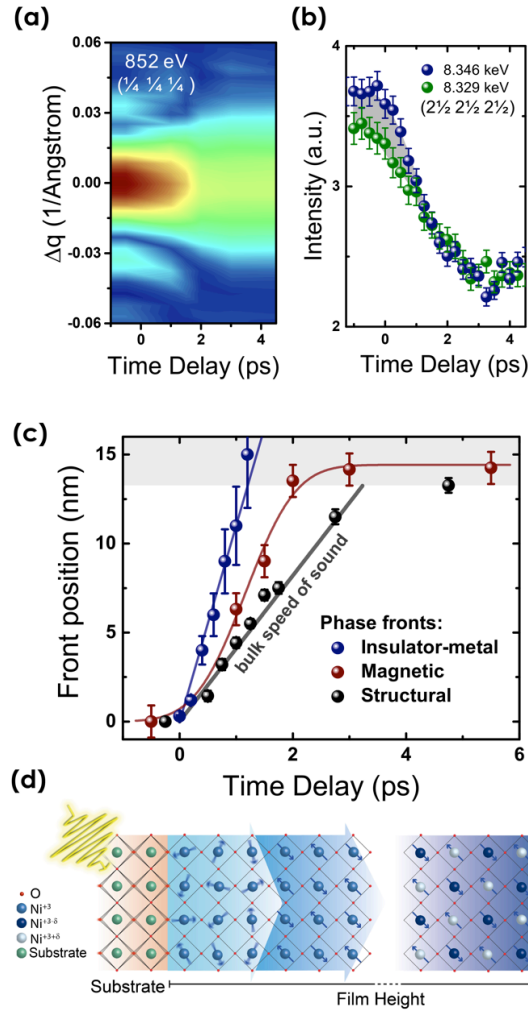 (a)
852 eV
(¼ ¼ ¼)
0.06
0.03
0.00
-0.03
-0.06
Δq (1/Angstrom)
0 2 4
Time Delay (ps)
(b)
8.346 keV
8.329 keV
(2½ 2½ 2½)
4
3
2
Intensity (a.u.)
0 2 4
Time Delay (ps)
(c)
15
10
5
0
Front position (nm)
bulk speed of sound
Phase fronts:
Insulator-metal
Magnetic
Structural
0 2 4 6
Time Delay (ps)
(d)
O
Ni+3
Ni+3-δ
Ni+3+δ
Substrate
Substrate
Film Height